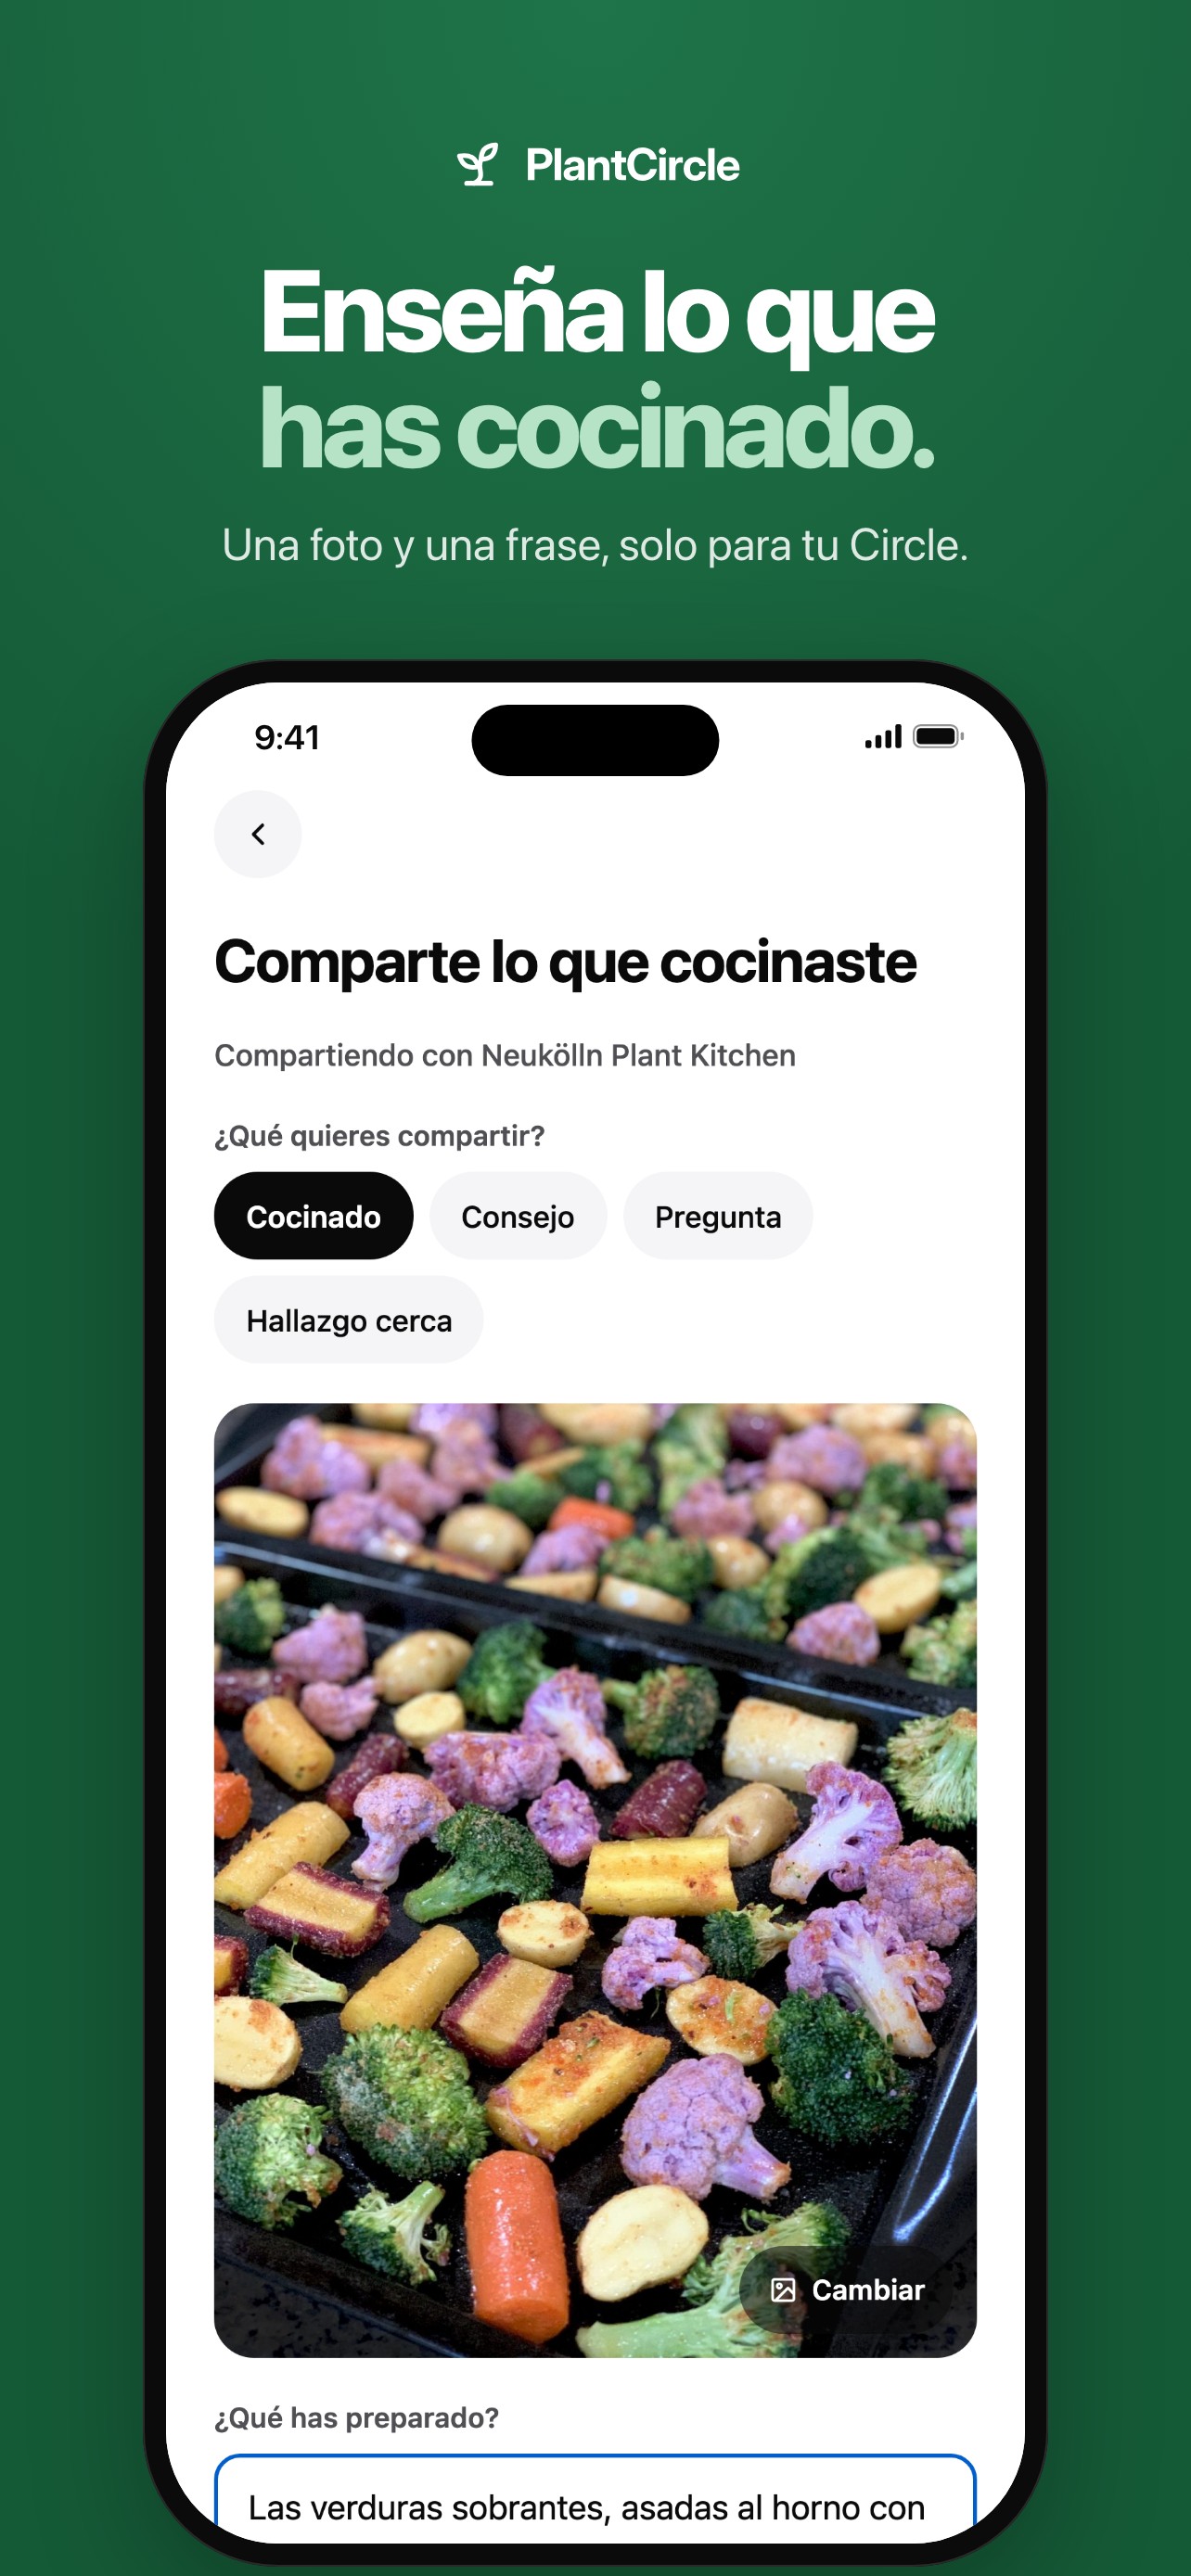 PlantCircle
Enseña lo que
has cocinado.
Una foto y una frase, solo para tu Circle.
9:41
Comparte lo que cocinaste
Compartiendo con Neukölln Plant Kitchen
¿Qué quieres compartir?
Cocinado
Consejo
Pregunta
Hallazgo cerca
Cambiar
¿Qué has preparado?
Las verduras sobrantes, asadas al horno con